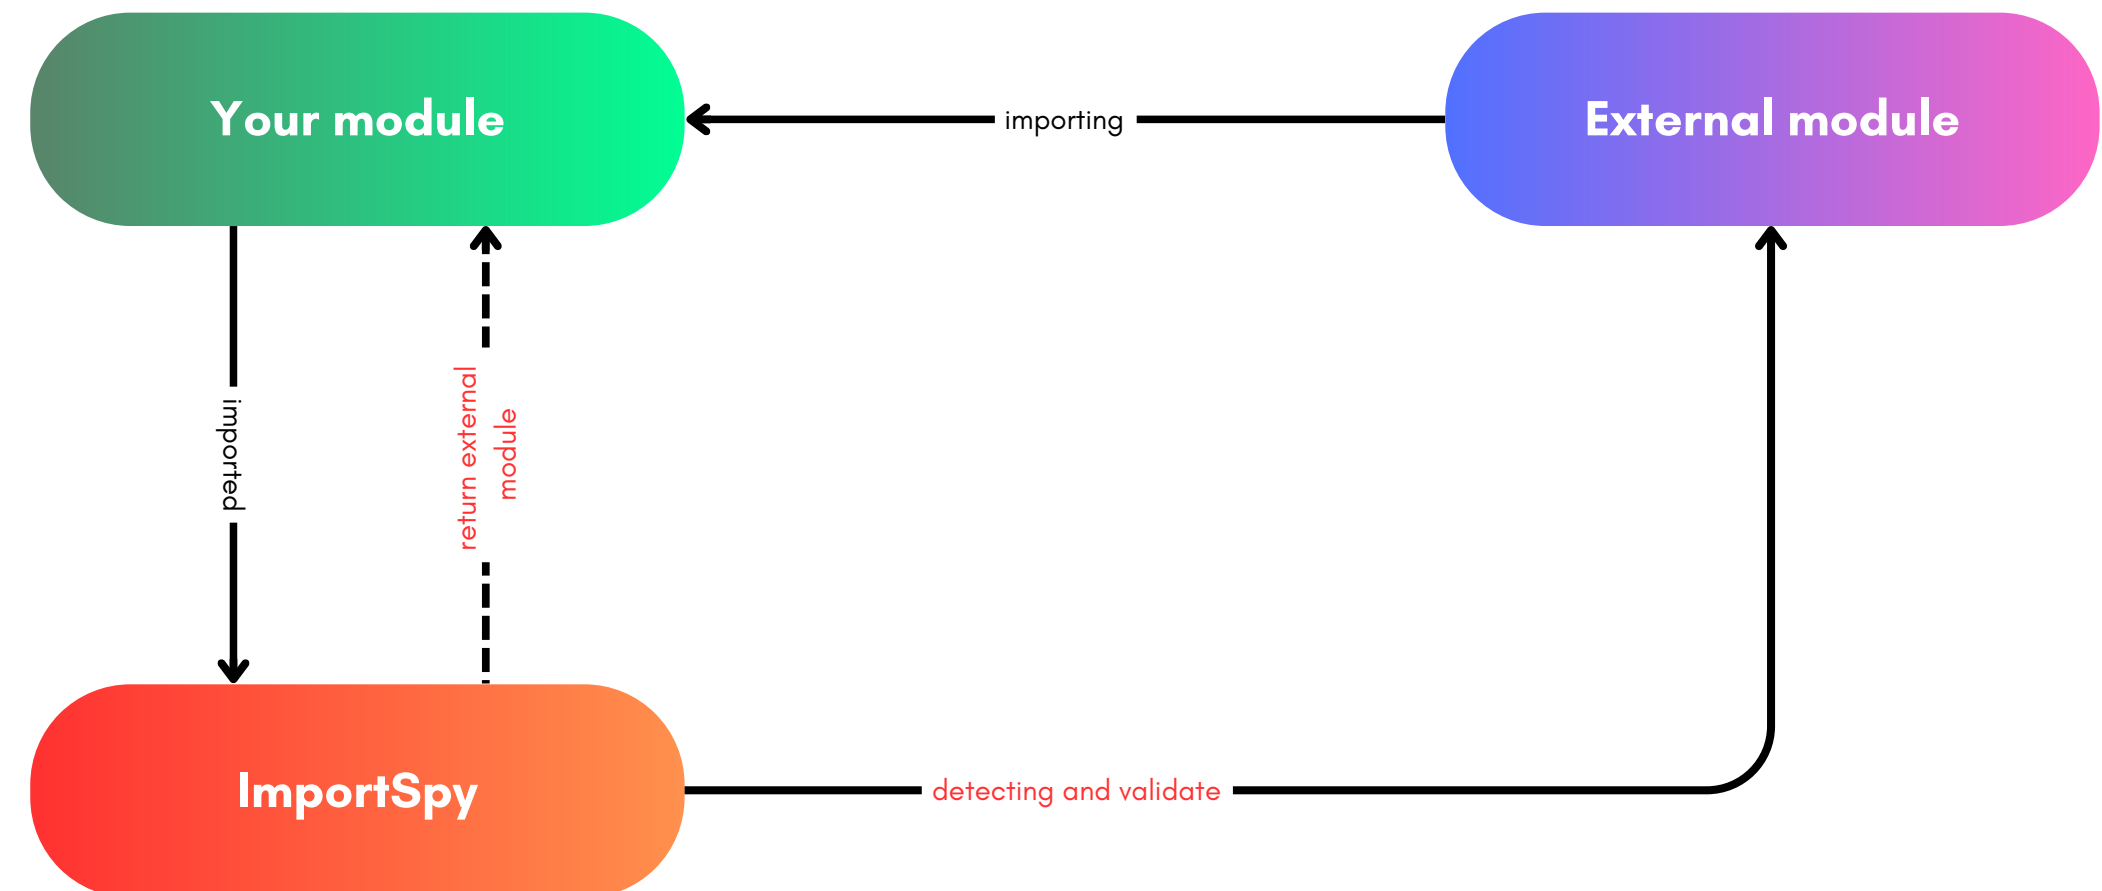 Your module
importing
External module
imported
return external
module
ImportSpy
detecting and validate